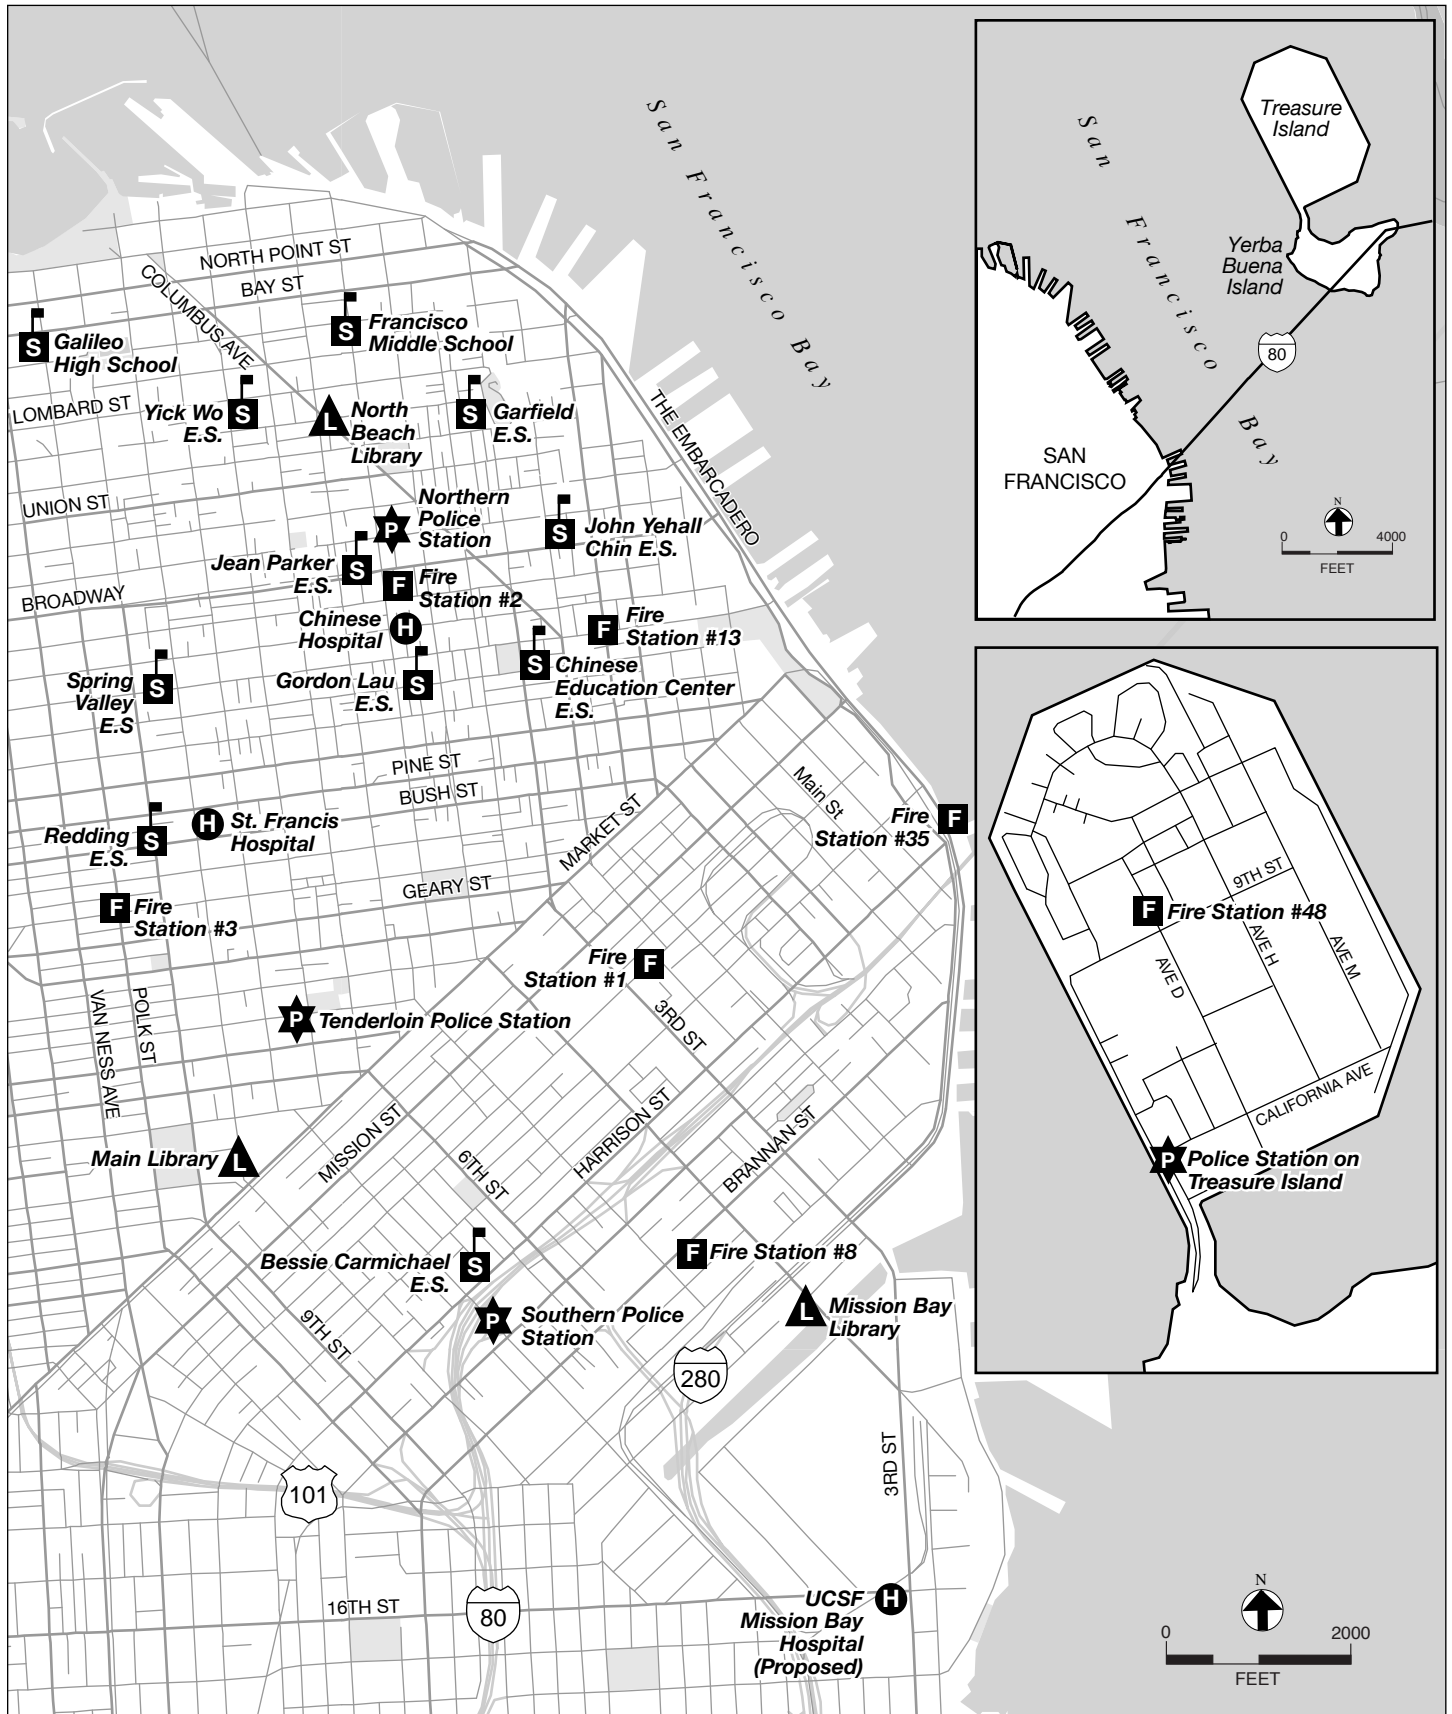 San Francisco Bay
NORTH POINT ST
BAY ST
COLUMBUS AVE
S
Galileo
High School
S
Francisco
Middle School
LOMBARD ST
Yick Wo
E.S.
S
L
North
Beach
Library
S
Garfield
E.S.
THE EMBARCADERO
UNION ST
P
Northern
Police
Station
S
John Yehall
Chin E.S.
Jean Parker
E.S.
S
F
Fire
Station #2
BROADWAY
Chinese
Hospital
H
F
Fire
Station #13
Spring
Valley
E.S
S
Gordon Lau
E.S.
S
S
Chinese
Education Center
E.S.
PINE ST
BUSH ST
MARKET ST
Main St
Fire
Station #35
F
Redding
E.S.
S
H
St. Francis
Hospital
GEARY ST
F
Fire
Station #3
Fire
Station #1
F
VAN NESS AVE
POLK ST
P
Tenderloin Police Station
3RD ST
Main Library
L
MISSION ST
6TH ST
HARRISON ST
BRANNAN ST
Bessie Carmichael
E.S.
S
F
Fire Station #8
9TH ST
P
Southern Police
Station
L
Mission Bay
Library
280
3RD ST
101
16TH ST
80
UCSF
Mission Bay
Hospital
(Proposed)
H
N
0
2000
FEET
Treasure
Island
San Francisco Bay
Yerba
Buena
Island
80
SAN
FRANCISCO
N
0
4000
FEET
9TH ST
F
Fire Station #48
AVE D
AVE H
AVE M
CALIFORNIA AVE
P
Police Station on
Treasure Island